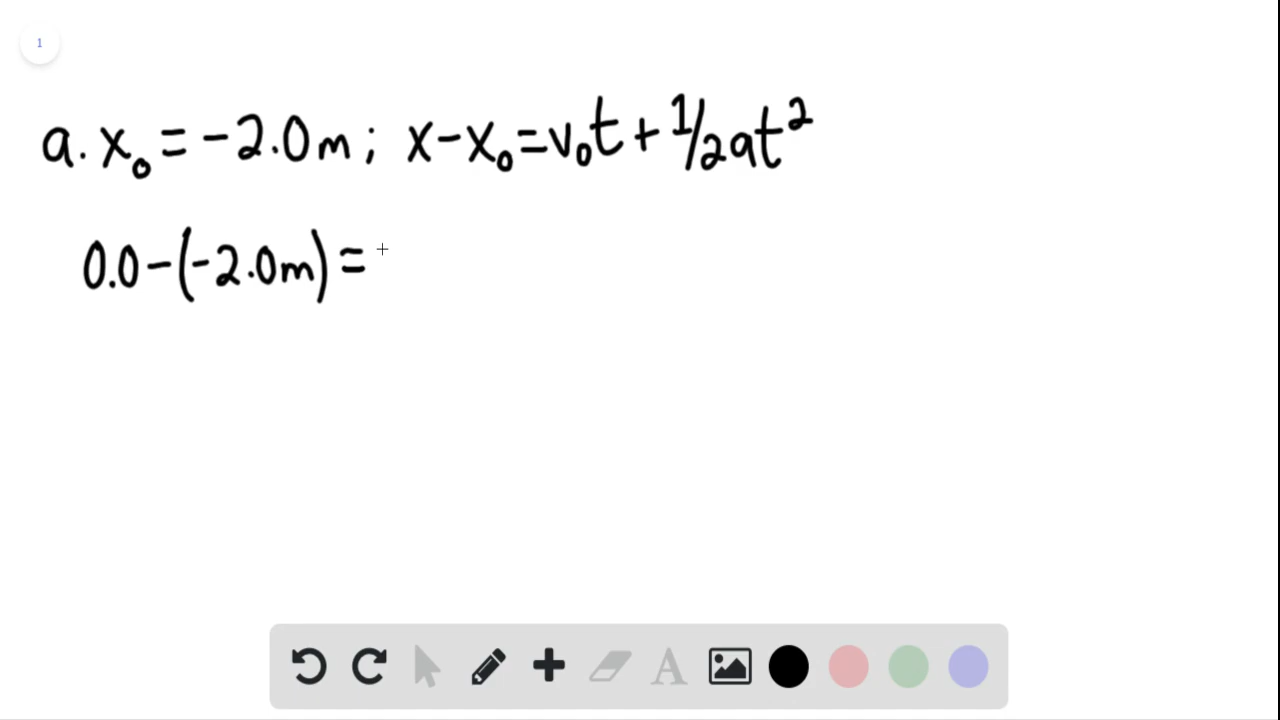 1
a. x₀ = -2.0m ; x-x₀=v₀t + 1/2at²
0.0-(-2.0m) =
A